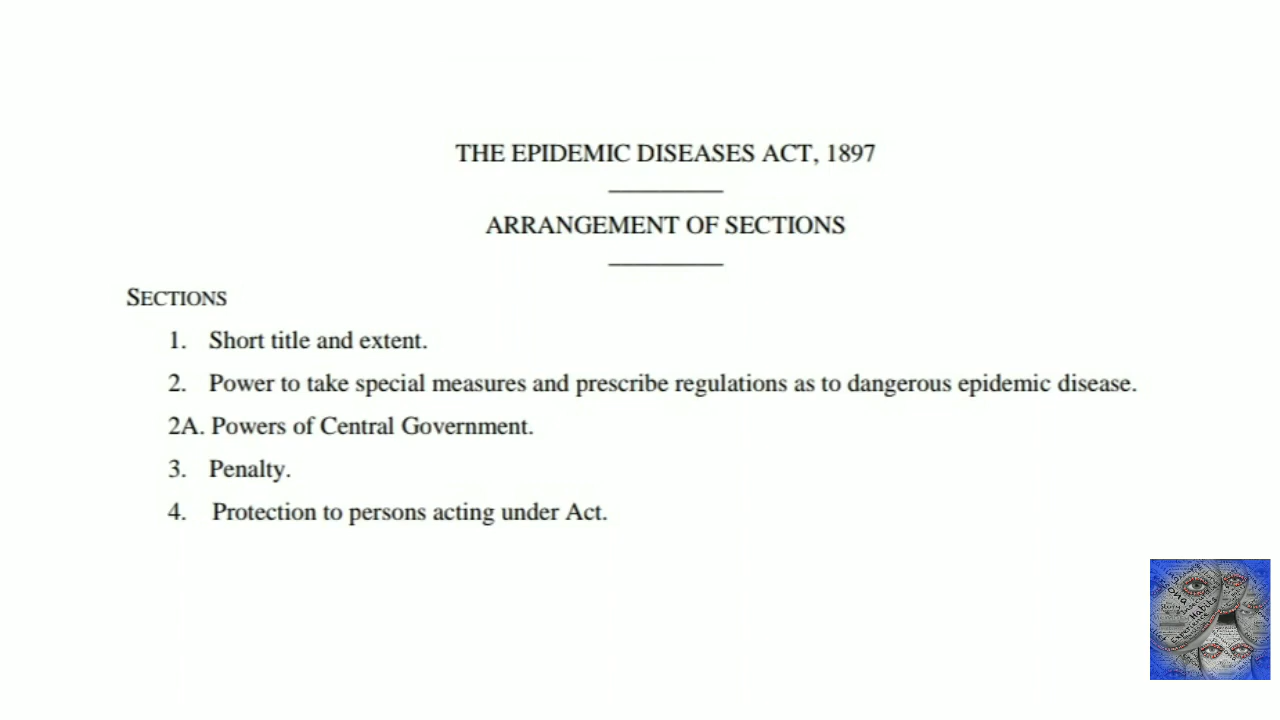 THE EPIDEMIC DISEASES ACT, 1897
ARRANGEMENT OF SECTIONS
SECTIONS
1. Short title and extent.
2. Power to take special measures and prescribe regulations as to dangerous epidemic disease.
2A. Powers of Central Government.
3. Penalty.
4. Protection to persons acting under Act.
Habits
Experience